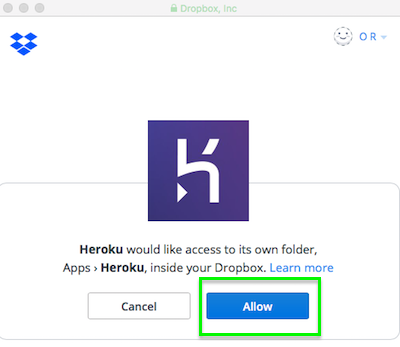 Dropbox, Inc
O R
Heroku would like access to its own folder,
Apps › Heroku, inside your Dropbox. Learn more
Cancel
Allow